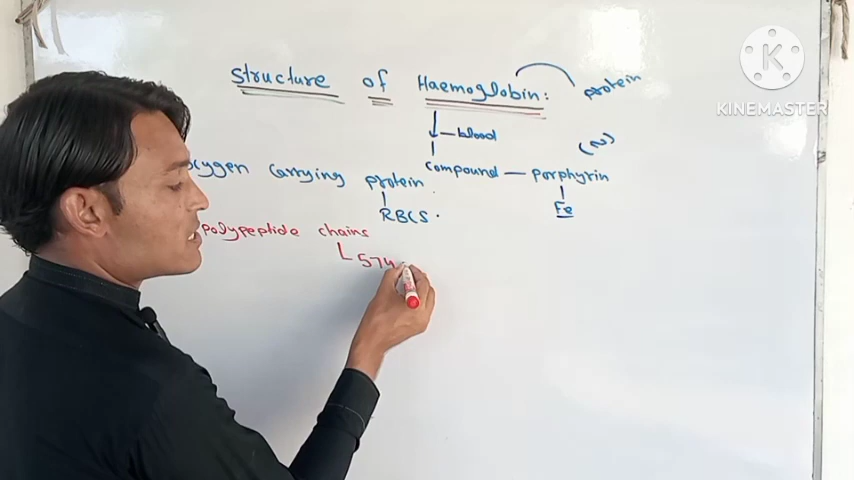 Structure of Haemoglobin: protein
K
KINEMASTER
blood (N)
compound — porphyrin
oxygen carrying protein
Fe
RBCS.
polypeptide chains
574